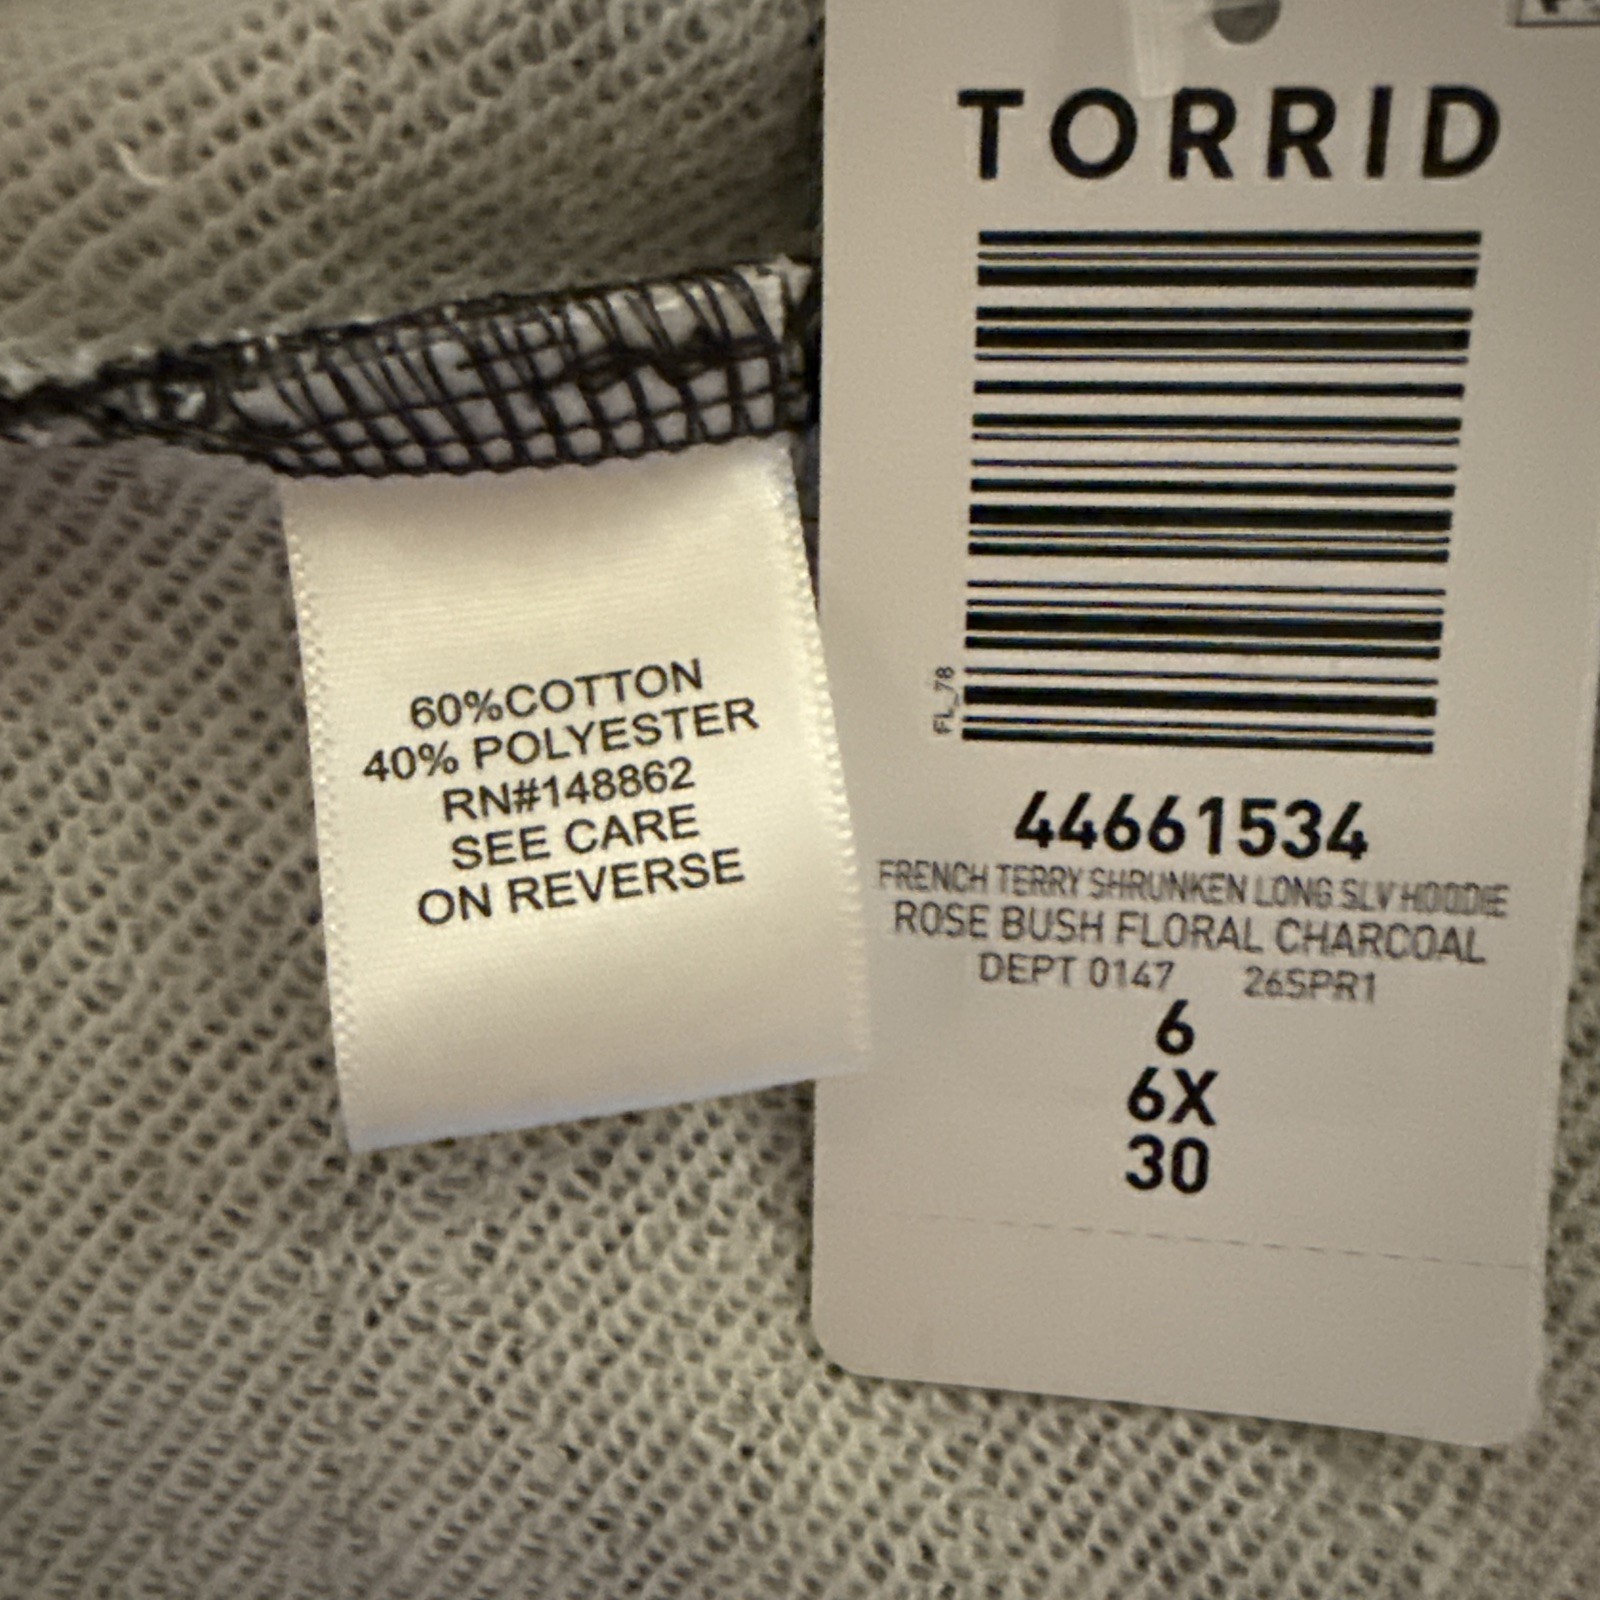 60%COTTON
40% POLYESTER
RN#148862
SEE CARE
ON REVERSE
TORRID
FL_78
44661534
FRENCH TERRY SHRUNKEN LONG SLV HOODIE
ROSE BUSH FLORAL CHARCOAL
DEPT 0147 26SPR1
6
6X
30